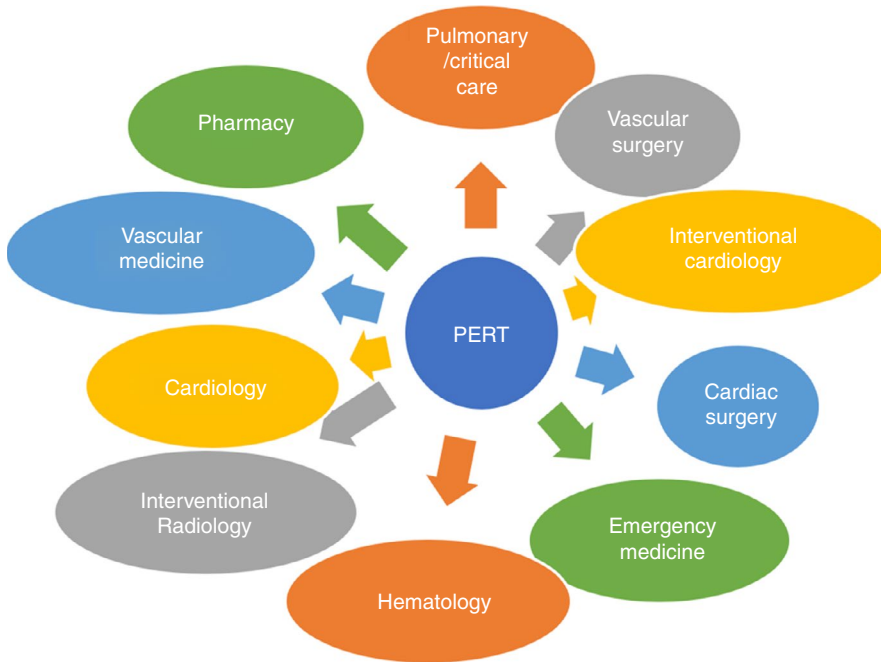 Pulmonary
/critical
care
Vascular
surgery
Pharmacy
Vascular
medicine
Interventional
cardiology
PERT
Cardiology
Cardiac
surgery
Interventional
Radiology
Emergency
medicine
Hematology